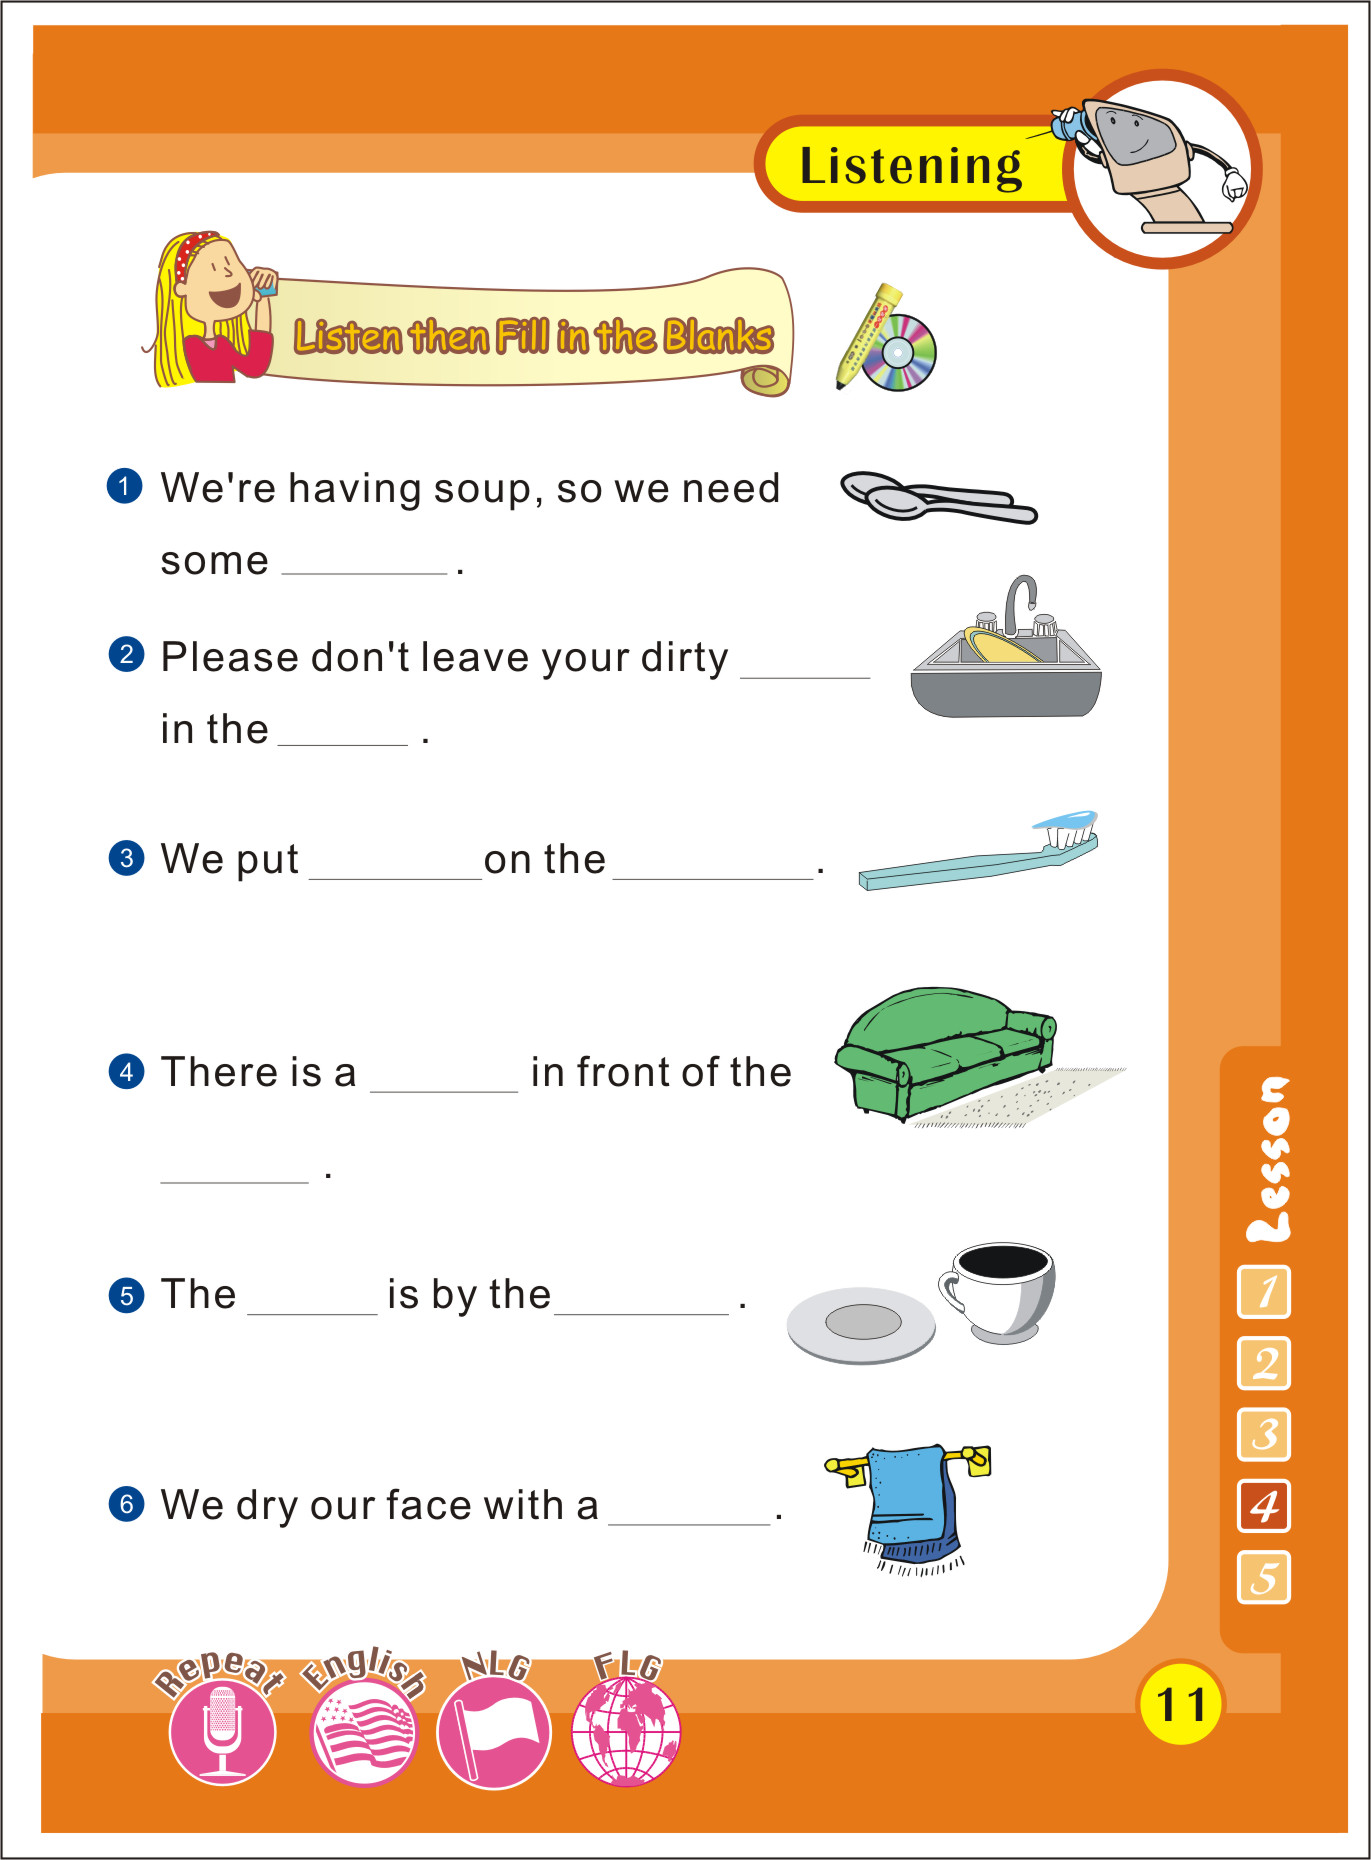 Listening
Listen then Fill in the Blanks
1 We're having soup, so we need
some ________ .
2 Please don't leave your dirty ______
in the ______ .
3 We put ________ on the _________.
4 There is a _______ in front of the
_______ .
5 The ______ is by the ________ .
6 We dry our face with a ________.
Lesson
1
2
3
4
5
Repeat
English
NLG
FLG
11